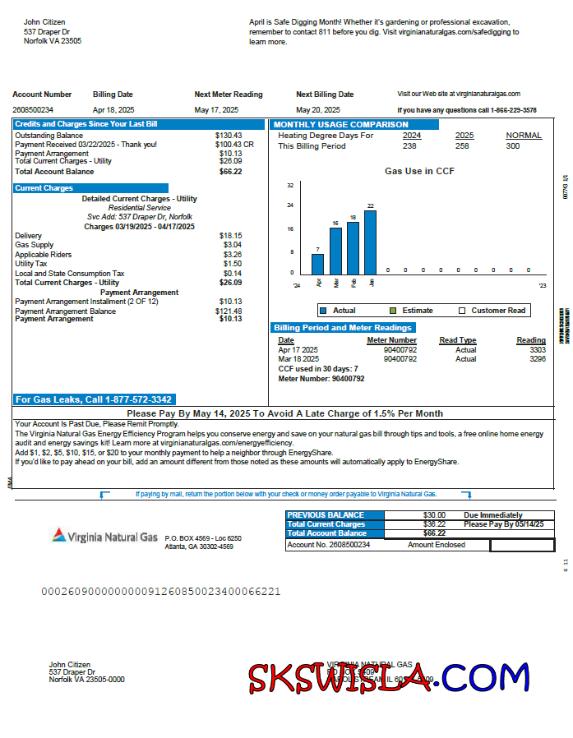 John Citizen
537 Draper Dr
Norfolk VA 23505
April is Safe Digging Month! Whether it's gardening or professional excavation,
remember to contact 811 before you dig. Visit virginianaturalgas.com/safedigging to
learn more.
Account Number Billing Date Next Meter Reading Next Billing Date Visit our Web site at virginianaturalgas.com
2608500234 Apr 18, 2025 May 17, 2025 May 20, 2025 If you have any questions call 1-866-229-3578
Credits and Charges Since Your Last Bill
Outstanding Balance $130.43
Payment Received 03/22/2025 - Thank you! $100.43 CR
Payment Arrangement $10.13
Total Current Charges - Utility $26.09
Total Account Balance $66.22
Current Charges
Detailed Current Charges - Utility
Residential Service
Svc Add: 537 Draper Dr, Norfolk
Charges 03/19/2025 - 04/17/2025
Delivery $18.15
Gas Supply $3.04
Applicable Riders $3.26
Utility Tax $1.50
Local and State Consumption Tax $0.14
Total Current Charges - Utility $26.09
Payment Arrangement
Payment Arrangement Installment (2 OF 12) $10.13
Payment Arrangement Balance $121.48
Payment Arrangement $10.13
For Gas Leaks, Call 1-877-572-3342
MONTHLY USAGE COMPARISON
Heating Degree Days For 2024 2025 NORMAL
This Billing Period 238 258 300
Gas Use in CCF
32
24
16
8
0
7 16 18 22 0 0 0 0 0 0 0 0 0
'24 Apr Mar Feb Jan '23
Actual Estimate Customer Read
Billing Period and Meter Readings
Date Meter Number Read Type Reading
Apr 17 2025 90400792 Actual 3303
Mar 18 2025 90400792 Actual 3296
CCF used in 30 days: 7
Meter Number: 90400792
Please Pay By May 14, 2025 To Avoid A Late Charge of 1.5% Per Month
Your Account Is Past Due, Please Remit Promptly.
The Virginia Natural Gas Energy Efficiency Program helps you conserve energy and save on your natural gas bill through tips and tools, a free online home energy
audit and energy savings kit! Learn more at virginianaturalgas.com/energyefficiency.
Add $1, $2, $5, $10, $15, or $20 to your monthly payment to help a neighbor through EnergyShare.
If you'd like to pay ahead on your bill, add an amount different from those noted as these amounts will automatically apply to EnergyShare.
If paying by mail, return the portion below with your check or money order payable to Virginia Natural Gas.
Virginia Natural Gas
P.O. BOX 4569 - Loc 6250
Atlanta, GA 30302-4569
PREVIOUS BALANCE $30.00 Due Immediately
Total Current Charges $36.22 Please Pay By 05/14/25
Total Account Balance $66.22
Account No. 2608500234 Amount Enclosed
John Citizen
537 Draper Dr
Norfolk VA 23505-0000
VIRGINIA NATURAL GAS
SKSWISLA.COM